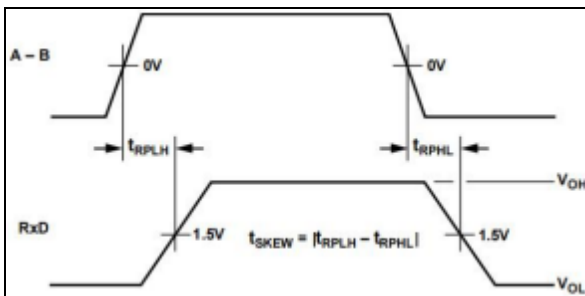 A – B
0V
0V
tRPLH
tRPHL
VOH
RxD
1.5V
tSKEW = |tRPLH – tRPHL|
1.5V
VOL